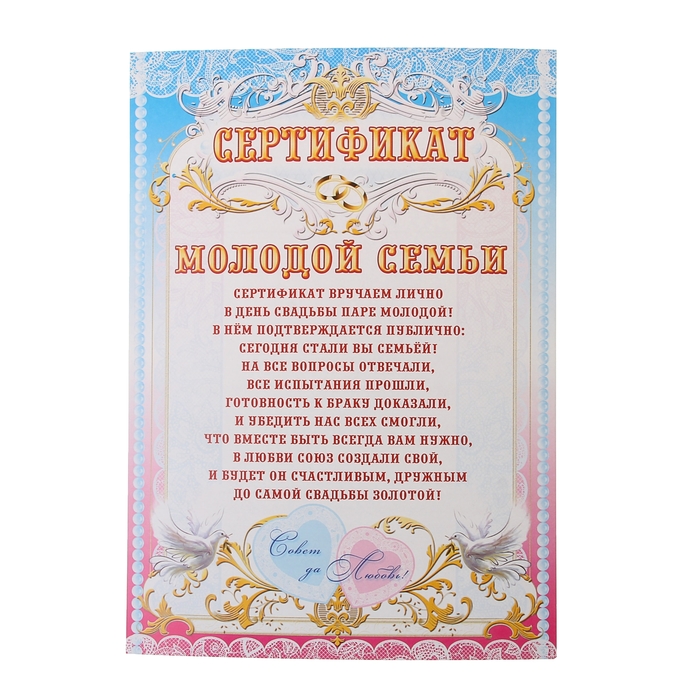 СЕРТИФИКАТ
МОЛОДОЙ СЕМЬИ
СЕРТИФИКАТ ВРУЧАЕМ ЛИЧНО
В ДЕНЬ СВАДЬБЫ ПАРЕ МОЛОДОЙ!
В НЁМ ПОДТВЕРЖДАЕТСЯ ПУБЛИЧНО:
СЕГОДНЯ СТАЛИ ВЫ СЕМЬЁЙ!
НА ВСЕ ВОПРОСЫ ОТВЕЧАЛИ,
ВСЕ ИСПЫТАНИЯ ПРОШЛИ,
ГОТОВНОСТЬ К БРАКУ ДОКАЗАЛИ,
И УБЕДИТЬ НАС ВСЕХ СМОГЛИ,
ЧТО ВМЕСТЕ БЫТЬ ВСЕГДА ВАМ НУЖНО,
В ЛЮБВИ СОЮЗ СОЗДАЛИ СВОЙ,
И БУДЕТ ОН СЧАСТЛИВЫМ, ДРУЖНЫМ
ДО САМОЙ СВАДЬБЫ ЗОЛОТОЙ!
Совет
да Любовь!